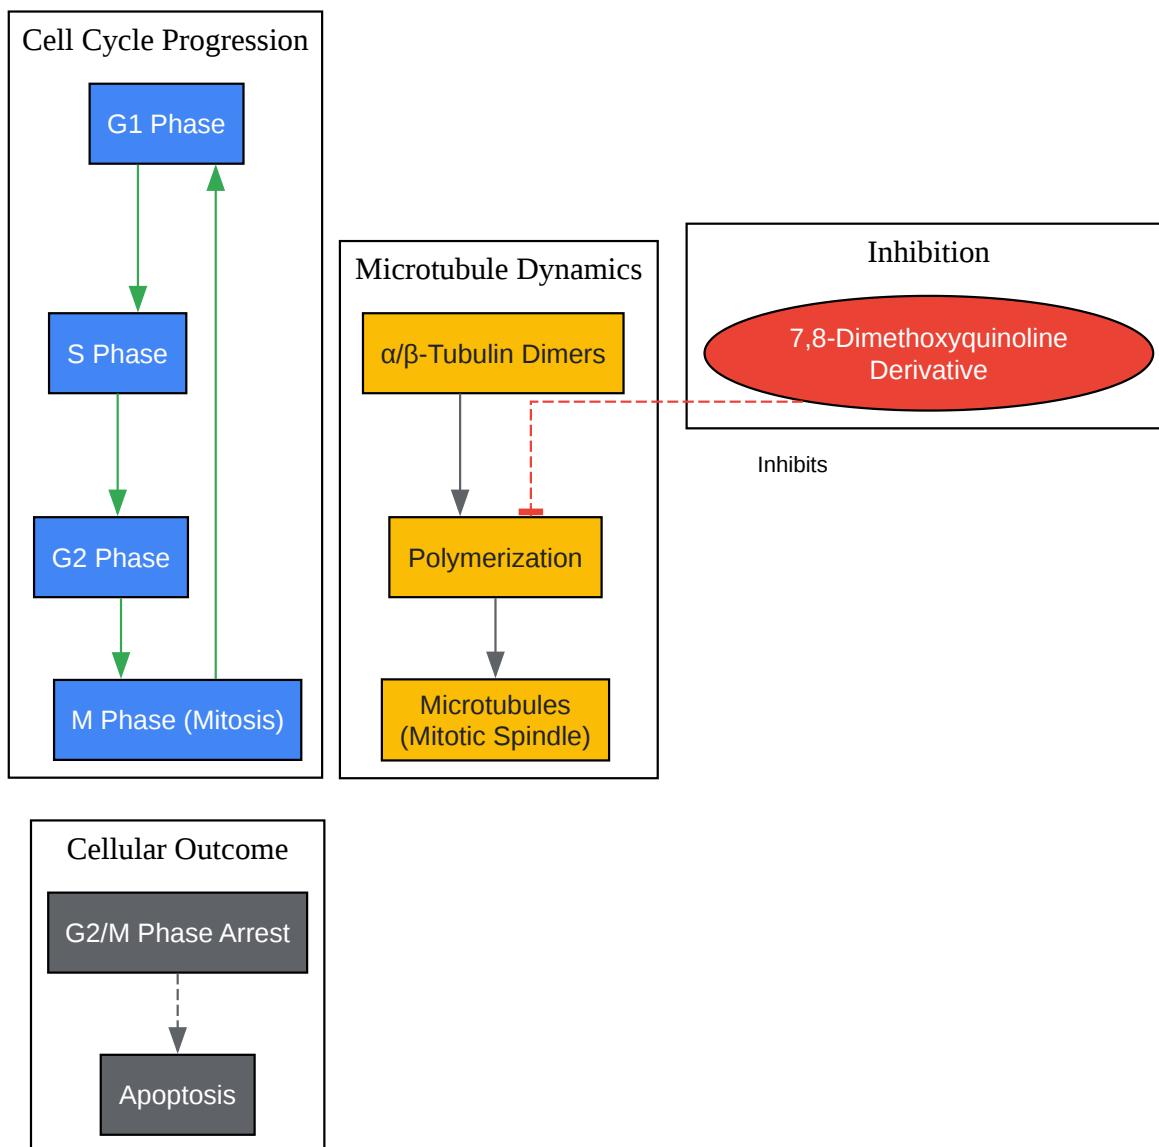 Cell Cycle Progression
G1 Phase
S Phase
G2 Phase
M Phase (Mitosis)
Microtubule Dynamics
α/β-Tubulin Dimers
Polymerization
Microtubules
(Mitotic Spindle)
Inhibition
7,8-Dimethoxyquinoline
Derivative
Inhibits
Cellular Outcome
G2/M Phase Arrest
Apoptosis